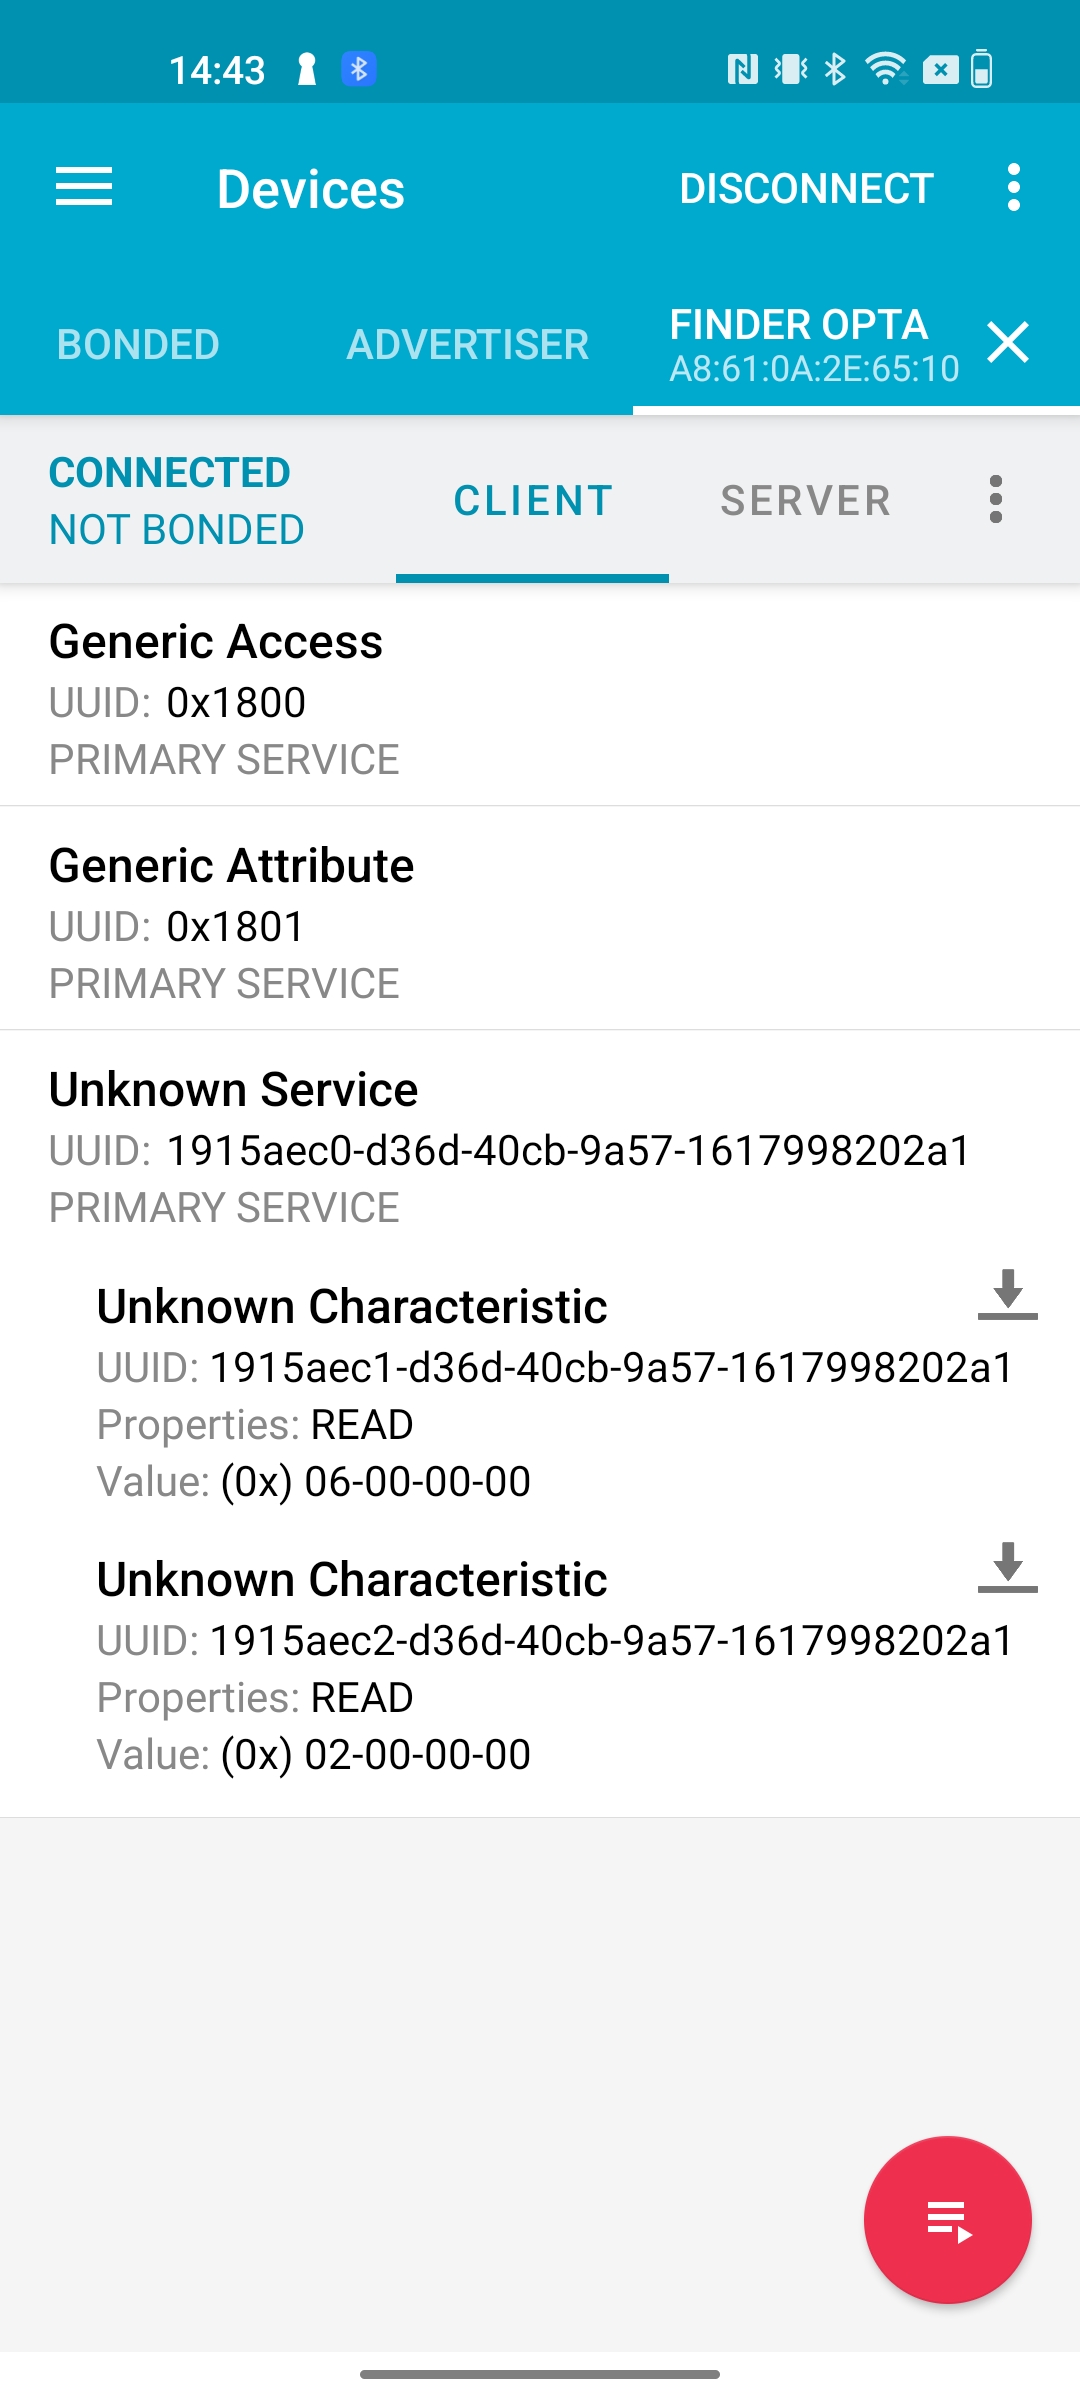 14:43
Devices
DISCONNECT
BONDED
ADVERTISER
FINDER OPTA
A8:61:0A:2E:65:10
CONNECTED
NOT BONDED
CLIENT
SERVER
Generic Access
UUID: 0x1800
PRIMARY SERVICE
Generic Attribute
UUID: 0x1801
PRIMARY SERVICE
Unknown Service
UUID: 1915aec0-d36d-40cb-9a57-1617998202a1
PRIMARY SERVICE
Unknown Characteristic
UUID: 1915aec1-d36d-40cb-9a57-1617998202a1
Properties: READ
Value: (0x) 06-00-00-00
Unknown Characteristic
UUID: 1915aec2-d36d-40cb-9a57-1617998202a1
Properties: READ
Value: (0x) 02-00-00-00